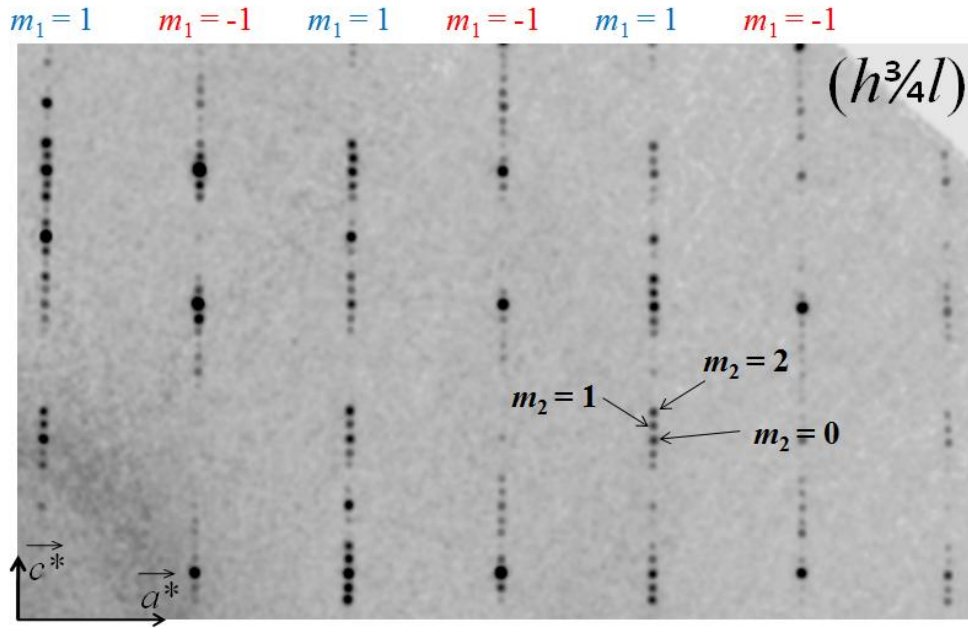 m₁ = 1 m₁ = -1 m₁ = 1 m₁ = -1 m₁ = 1 m₁ = -1
(h¾l)
m₂ = 2
m₂ = 1
m₂ = 0
c*
a*